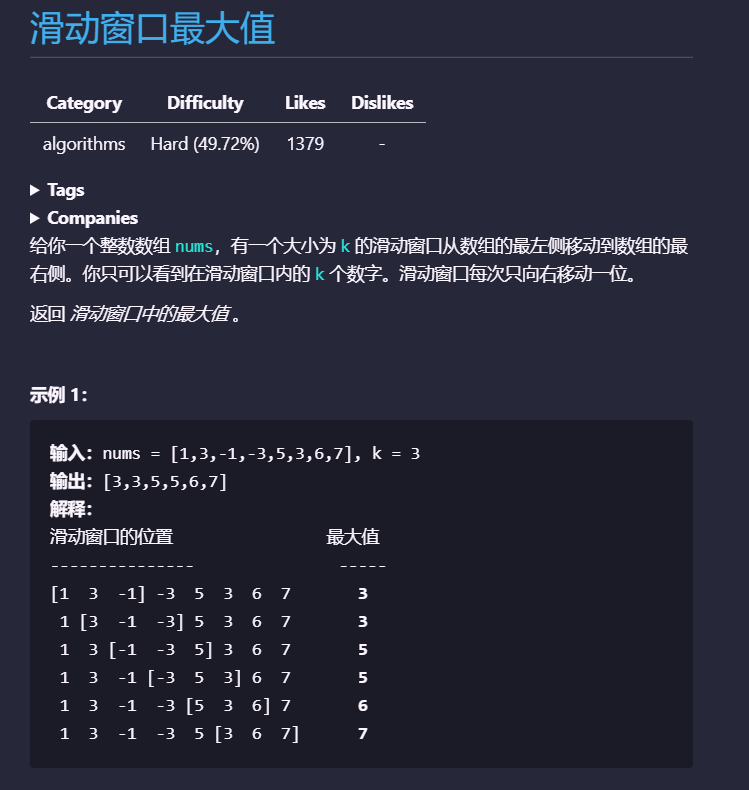 滑动窗口最大值
Category Difficulty Likes Dislikes
algorithms Hard (49.72%) 1379 -
▶ Tags
▶ Companies
给你一个整数数组 nums，有一个大小为 k 的滑动窗口从数组的最左侧移动到数组的最
右侧。你只可以看到在滑动窗口内的 k 个数字。滑动窗口每次只向右移动一位。
返回 滑动窗口中的最大值 。
示例 1：
输入：nums = [1,3,-1,-3,5,3,6,7], k = 3
输出：[3,3,5,5,6,7]
解释：
滑动窗口的位置                最大值
---------------               -----
[1  3  -1] -3  5  3  6  7       3
 1 [3  -1  -3] 5  3  6  7       3
 1  3 [-1  -3  5] 3  6  7       5
 1  3  -1 [-3  5  3] 6  7       5
 1  3  -1  -3 [5  3  6] 7       6
 1  3  -1  -3  5 [3  6  7]      7